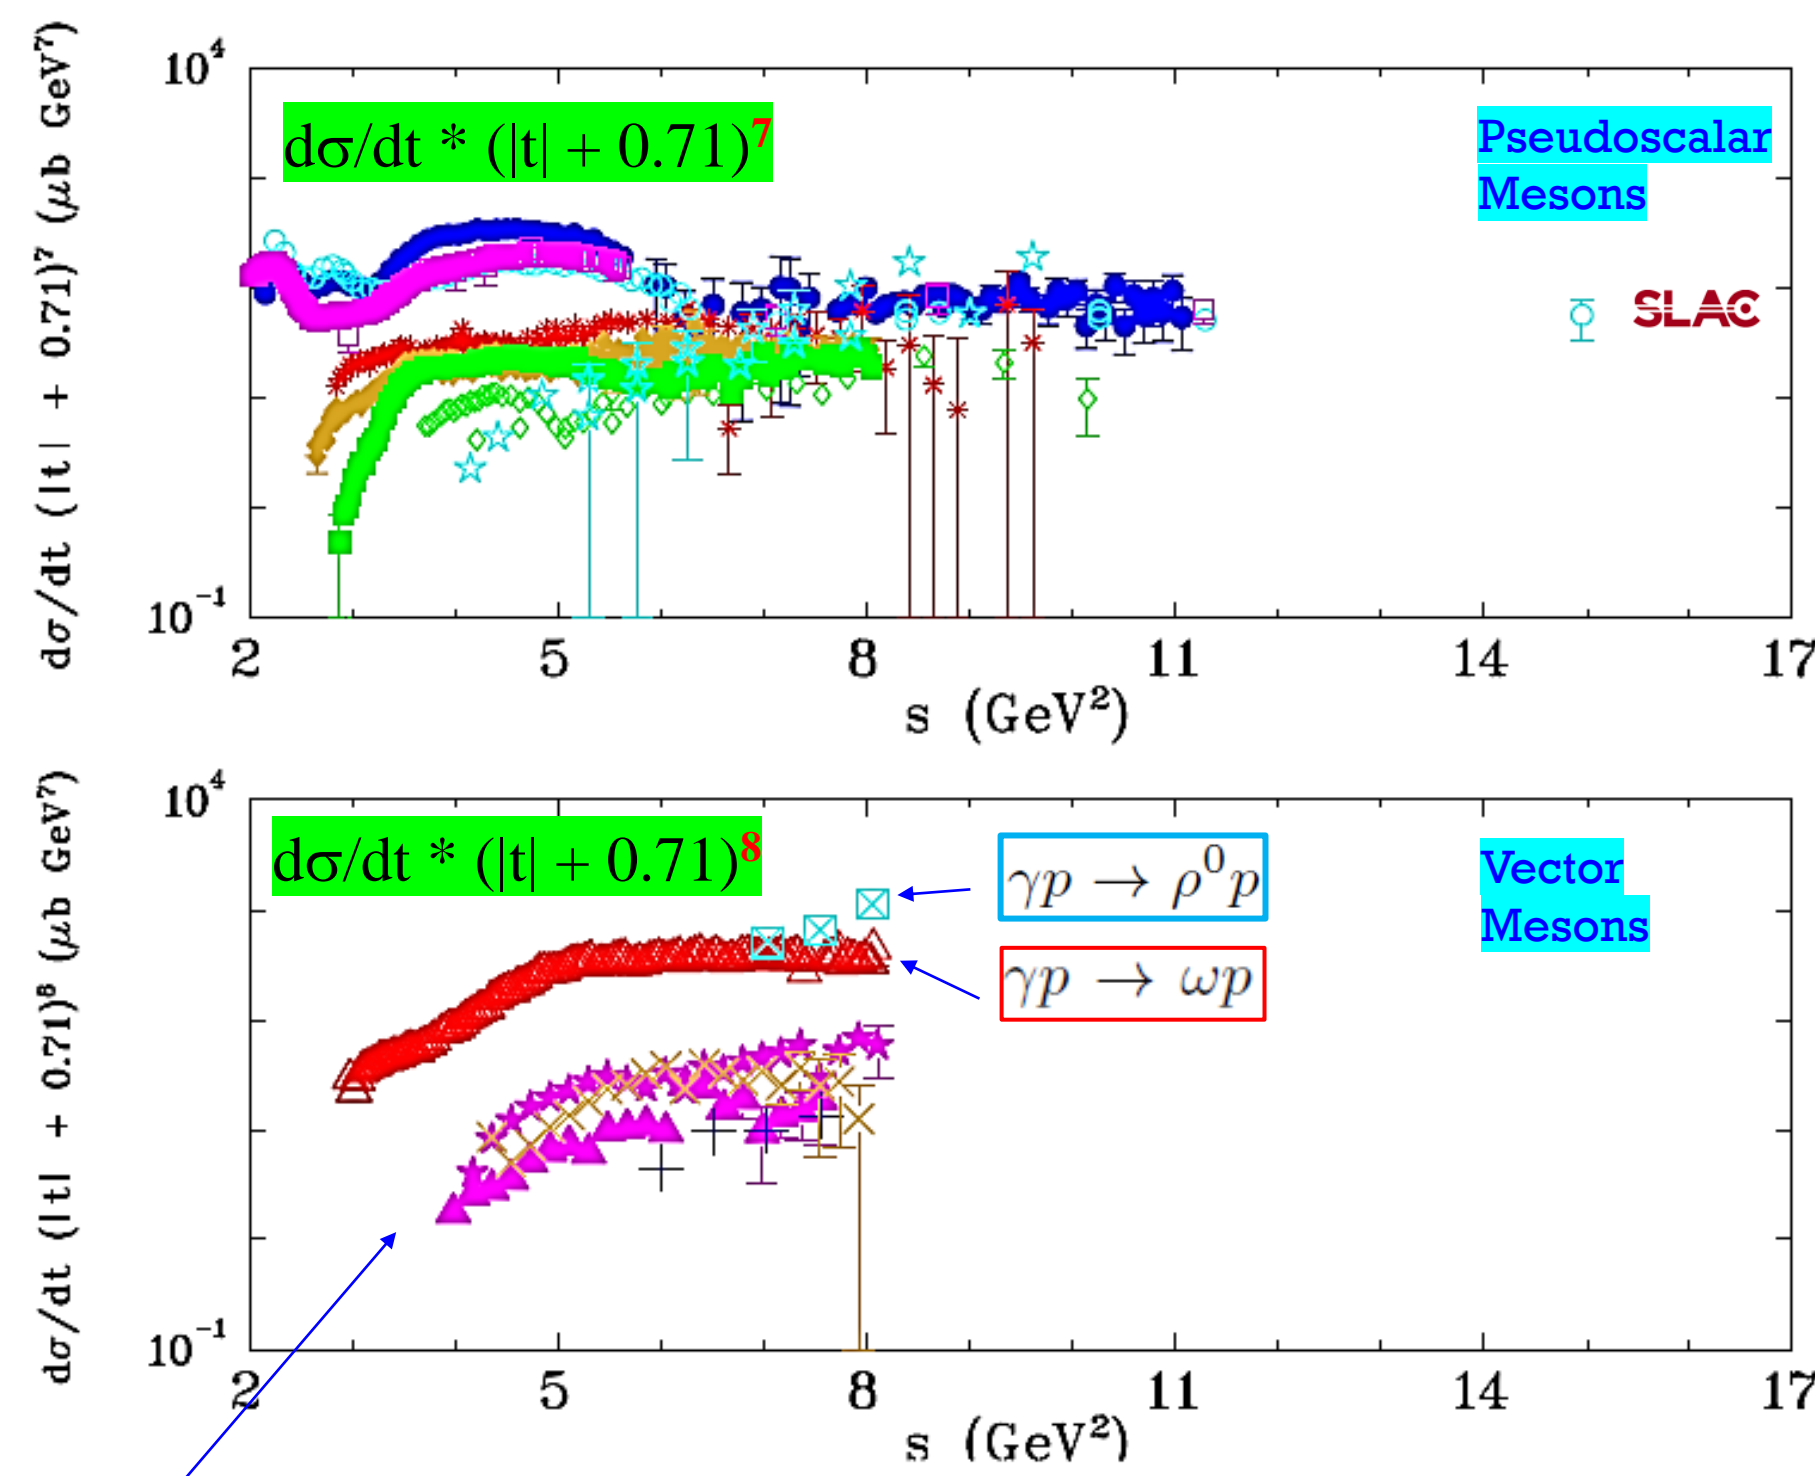 10⁴
dσ/dt * (|t| + 0.71)⁷
Pseudoscalar
Mesons
dσ/dt (|t| + 0.71)⁷ (μb GeV⁷)
SLAC
10⁻¹
2 5 8 11 14 17
s (GeV²)
10⁴
dσ/dt * (|t| + 0.71)⁸
γp → ρ⁰p
Vector
Mesons
γp → ωp
dσ/dt (|t| + 0.71)⁸ (μb GeV⁷)
10⁻¹
2 5 8 11 14 17
s (GeV²)